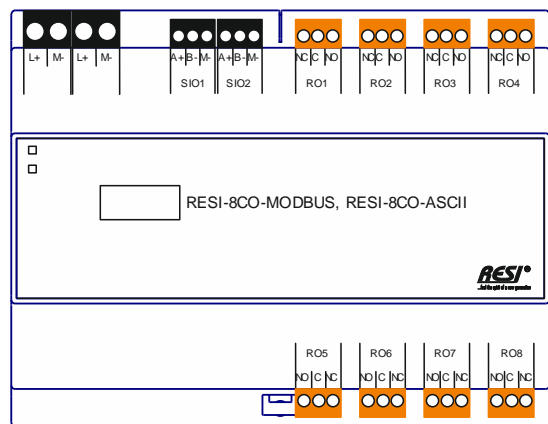 L+ M- L+ M- A+ B- M- A+ B- M- NC C NO NC C NO NC C NO NC C NO
SIO1 SIO2 RO1 RO2 RO3 RO4
RESI-8CO-MODBUS, RESI-8CO-ASCII
RESI®
RO5 RO6 RO7 RO8
NO C NC NO C NC NO C NC NO C NC